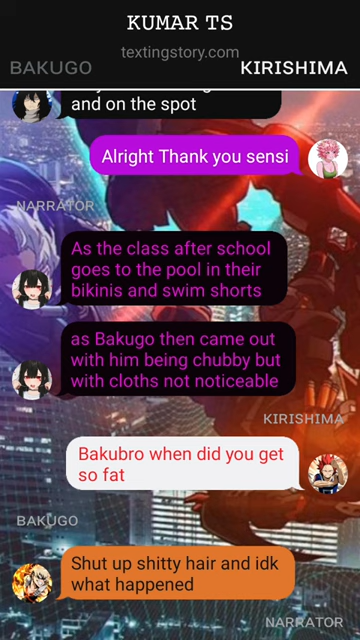 KUMAR TS
textingstory.com
BAKUGO
KIRISHIMA
and on the spot
Alright Thank you sensi
NARRATOR
As the class after school
goes to the pool in their
bikinis and swim shorts
as Bakugo then came out
with him being chubby but
with cloths not noticeable
KIRISHIMA
Bakubro when did you get
so fat
BAKUGO
Shut up shitty hair and idk
what happened
NARRATOR